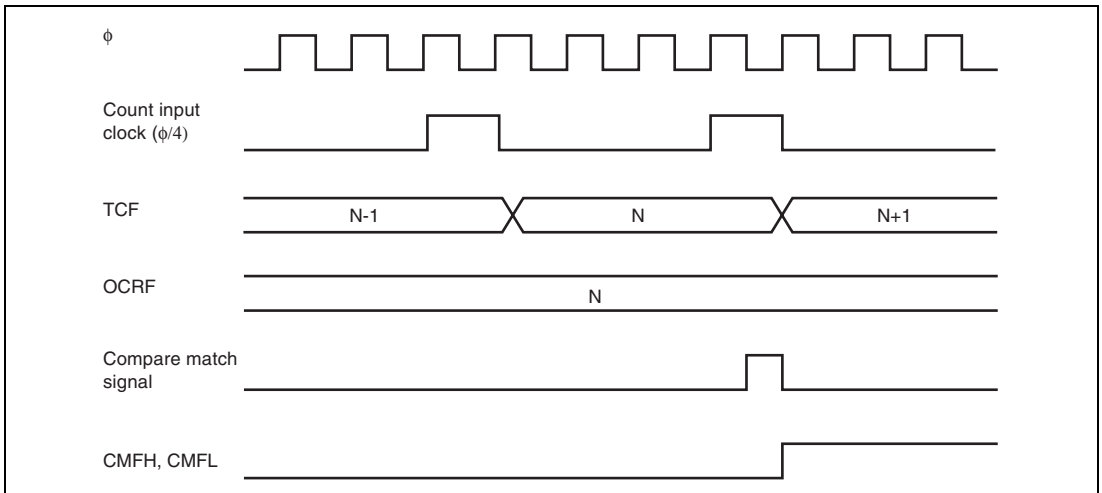 φ
Count input
clock (φ/4)
TCF
N-1
N
N+1
OCRF
N
Compare match
signal
CMFH, CMFL